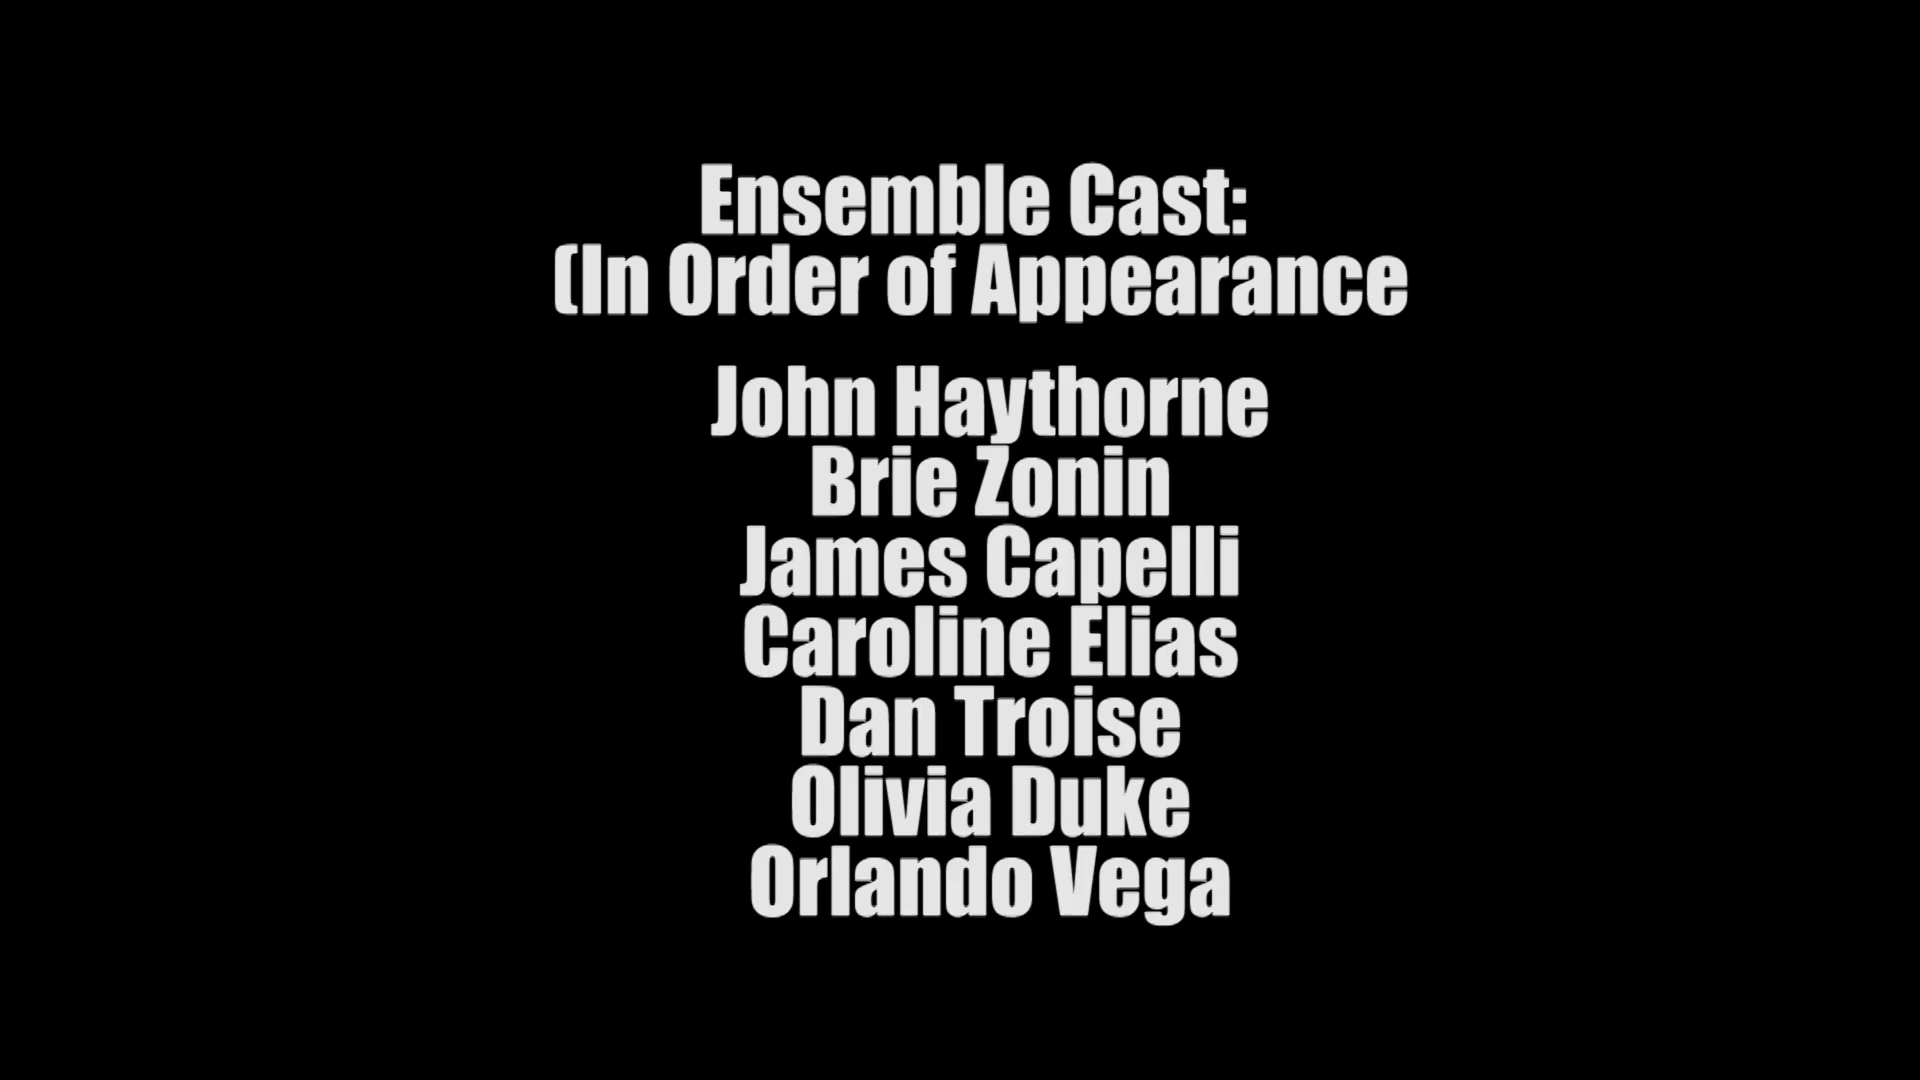 Ensemble Cast:
(In Order of Appearance
John Haythorne
Brie Zonin
James Capelli
Caroline Elias
Dan Troise
Olivia Duke
Orlando Vega